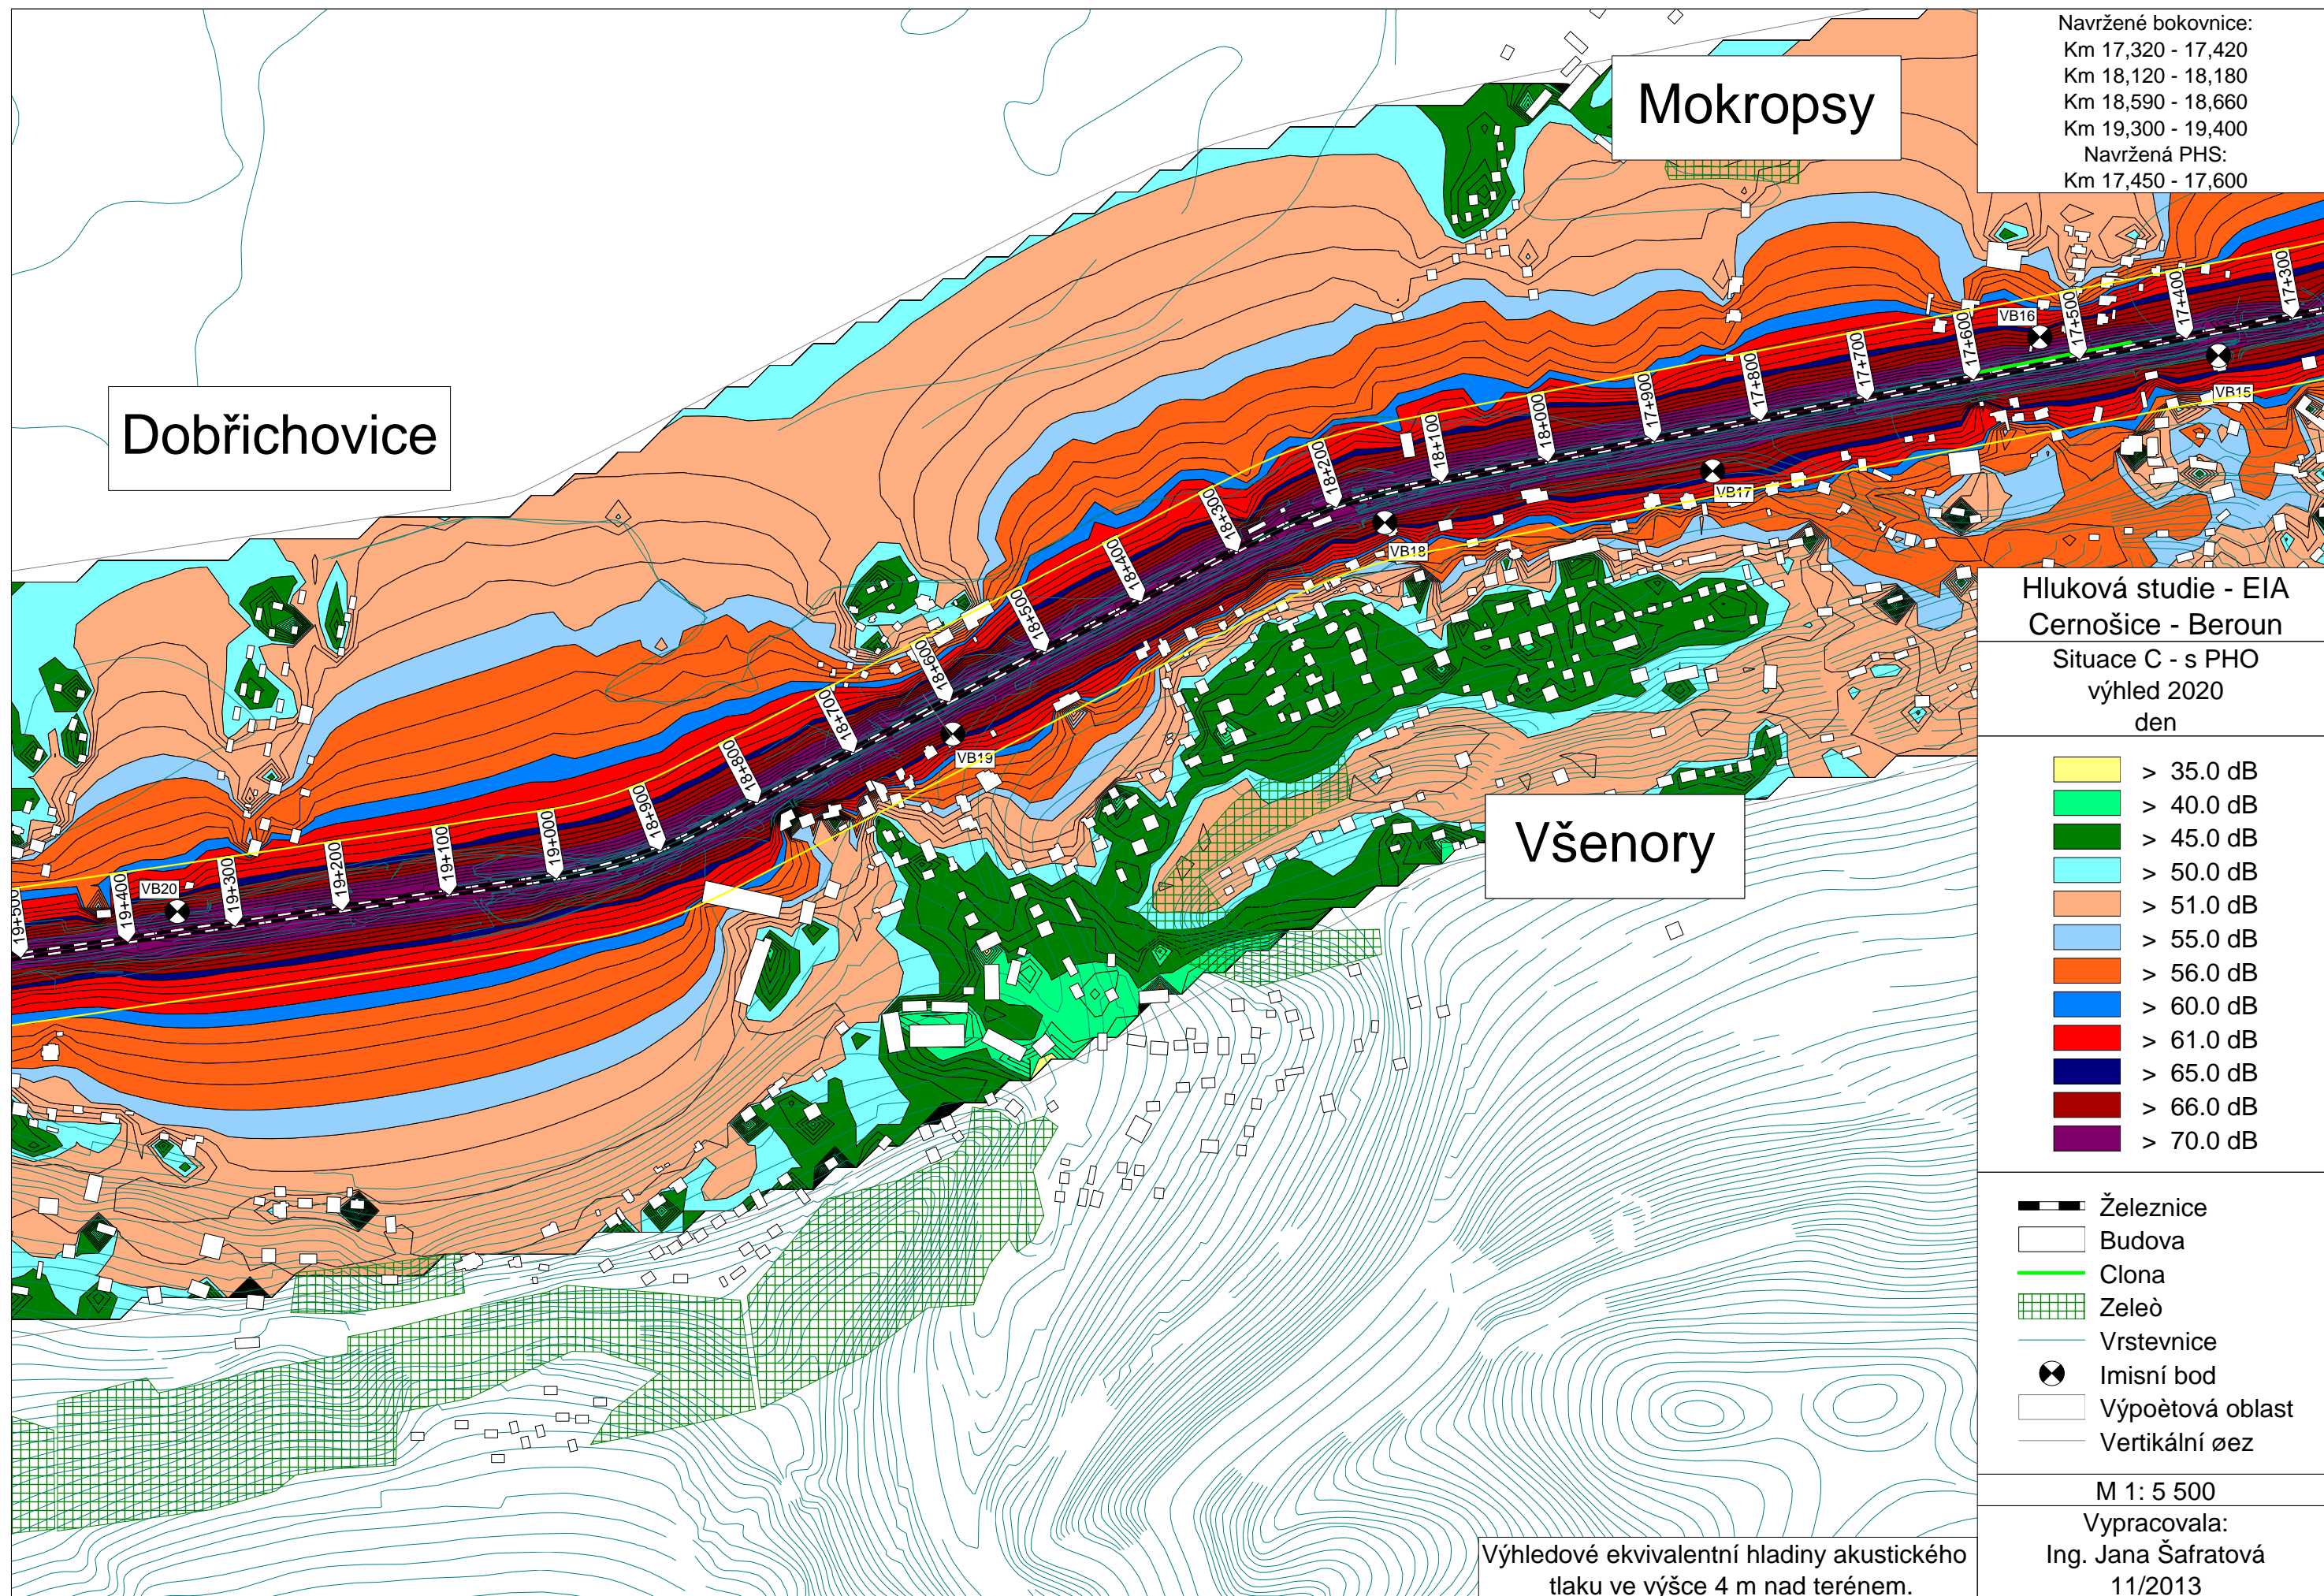 Navržené bokovnice:
Km 17,320 - 17,420
Km 18,120 - 18,180
Km 18,590 - 18,660
Km 19,300 - 19,400
Navržená PHS:
Km 17,450 - 17,600
Mokropsy
Dobřichovice
Všenory
17+300
17+400
17+500
17+600
17+700
17+800
17+900
18+000
18+100
18+200
18+300
18+400
18+500
18+600
18+700
18+800
18+900
19+000
19+100
19+200
19+300
19+400
19+500
VB16
VB15
VB17
VB18
VB19
VB20
Hluková studie - EIA
Cernošice - Beroun
Situace C - s PHO
výhled 2020
den
> 35.0 dB
> 40.0 dB
> 45.0 dB
> 50.0 dB
> 51.0 dB
> 55.0 dB
> 56.0 dB
> 60.0 dB
> 61.0 dB
> 65.0 dB
> 66.0 dB
> 70.0 dB
Železnice
Budova
Clona
Zeleò
Vrstevnice
Imisní bod
Výpoètová oblast
Vertikální øez
M 1: 5 500
Vypracovala:
Ing. Jana Šafratová
11/2013
Výhledové ekvivalentní hladiny akustického
tlaku ve výšce 4 m nad terénem.